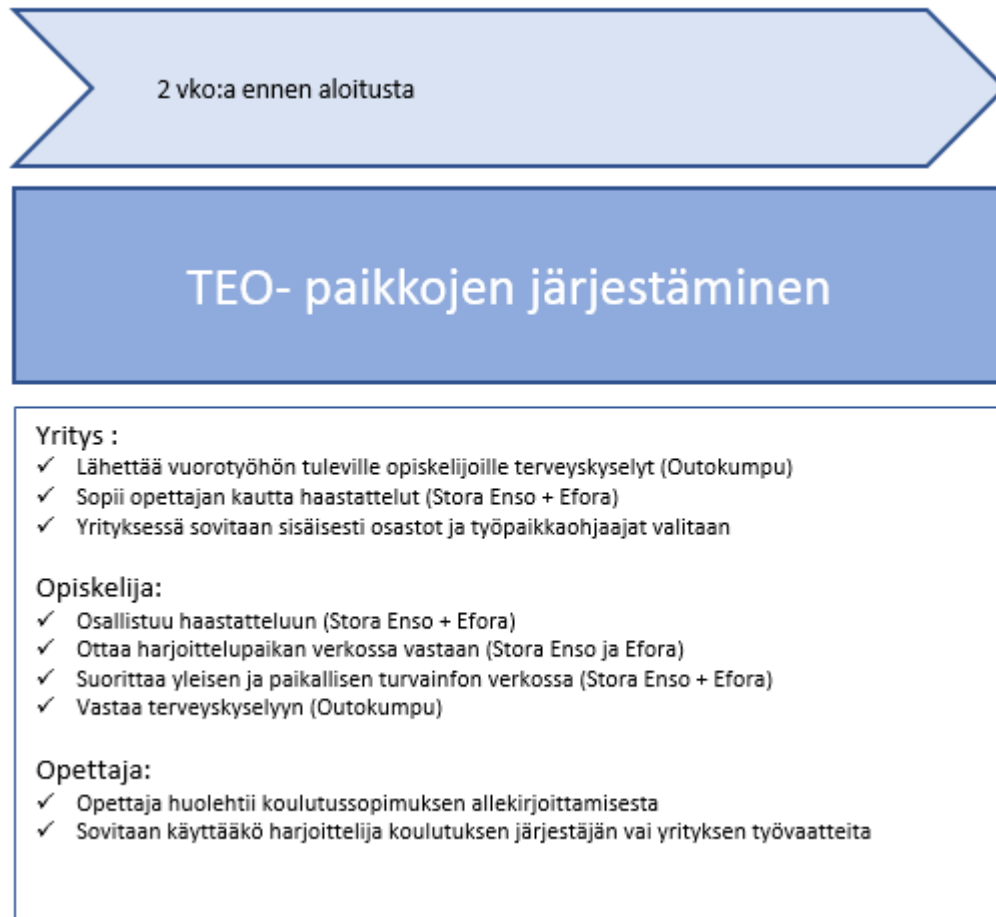 2 vko:a ennen aloitusta
TEO- paikkojen järjestäminen
Yritys :
✓ Lähettää vuorotyöhön tuleville opiskelijoille terveyskyselyt (Outokumpu)
✓ Sopii opettajan kautta haastattelut (Stora Enso + Efora)
✓ Yrityksessä sovitaan sisäisesti osastot ja työpaikkaohjaajat valitaan
Opiskelija:
✓ Osallistuu haastatteluun (Stora Enso + Efora)
✓ Ottaa harjoittelupaikan verkossa vastaan (Stora Enso ja Efora)
✓ Suorittaa yleisen ja paikallisen turvainfon verkossa (Stora Enso + Efora)
✓ Vastaa terveyskyselyyn (Outokumpu)
Opettaja:
✓ Opettaja huolehtii koulutussopimuksen allekirjoittamisesta
✓ Sovitaan käyttääkö harjoittelija koulutuksen järjestäjän vai yrityksen työvaatteita